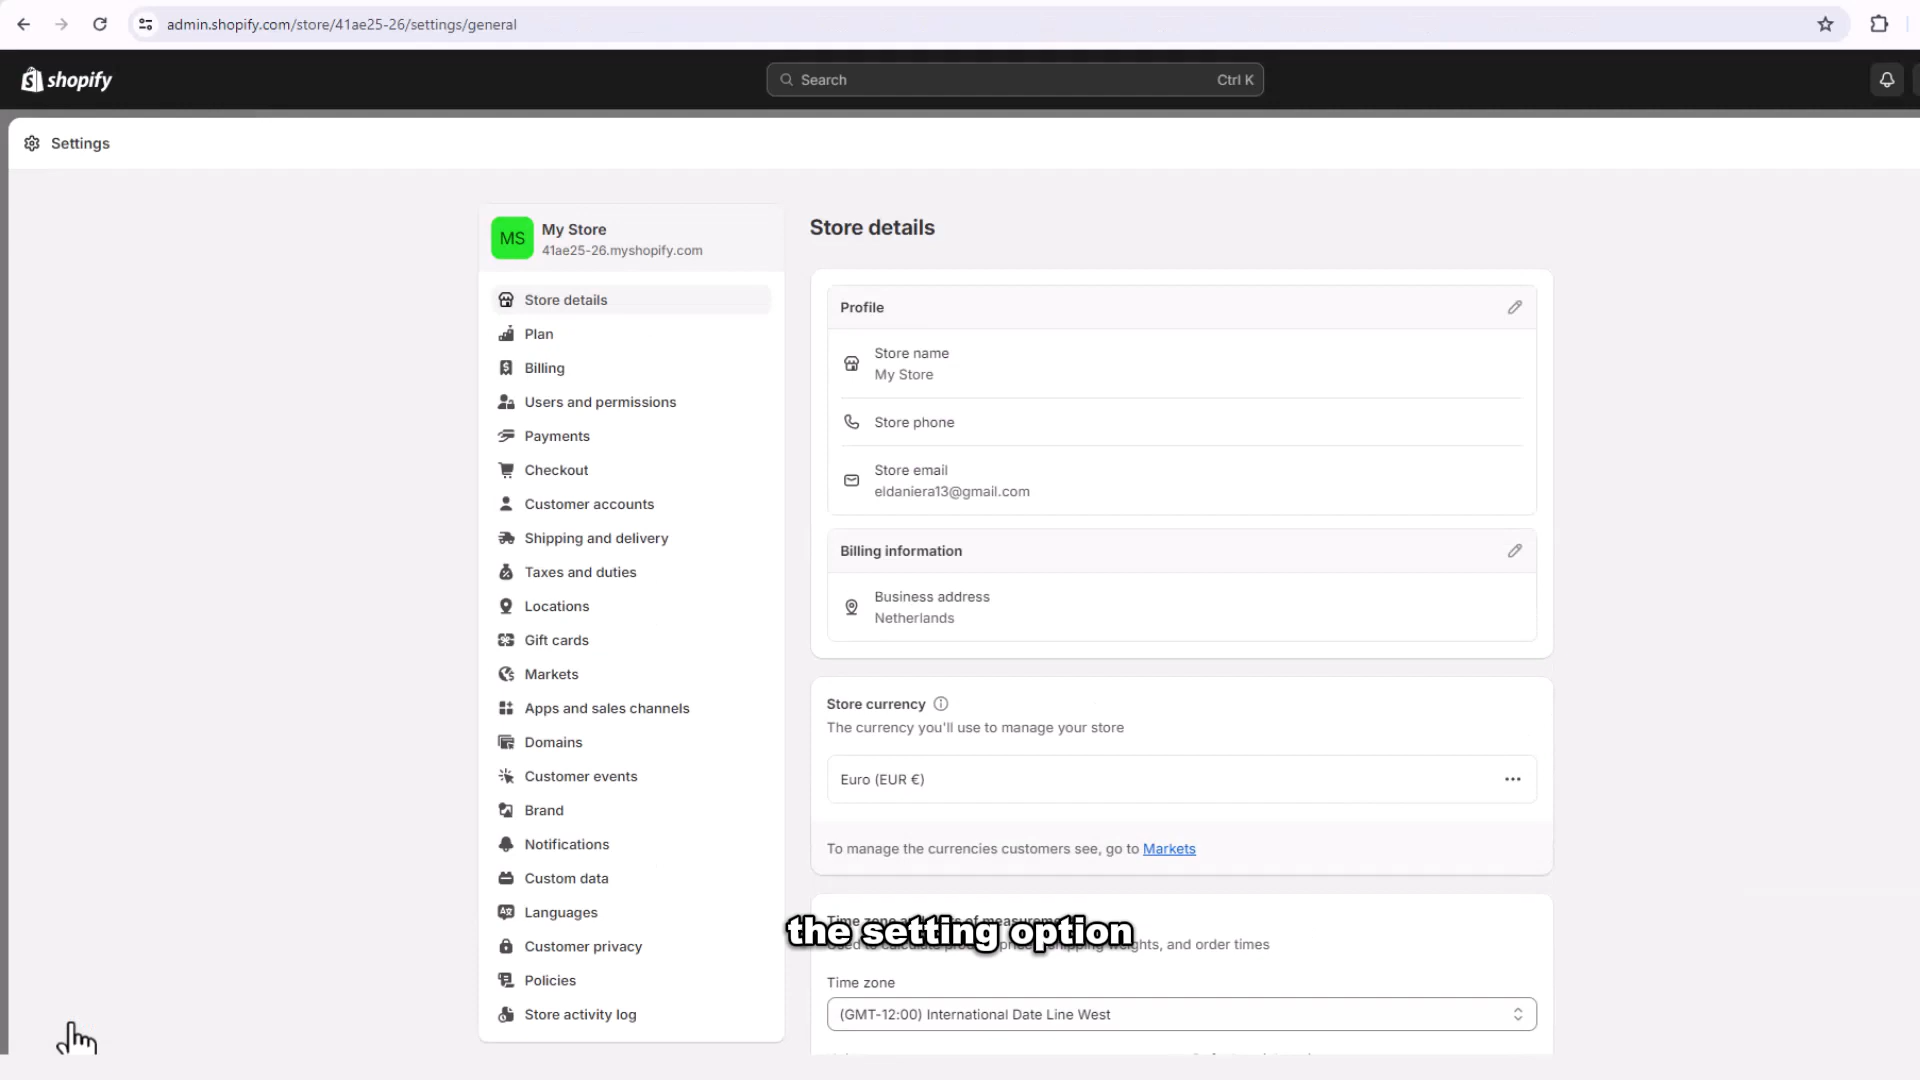 admin.shopify.com/store/41ae25-26/settings/general
shopify
Search
Ctrl K
Settings
MS
My Store
41ae25-26.myshopify.com
Store details
Plan
Billing
Users and permissions
Payments
Checkout
Customer accounts
Shipping and delivery
Taxes and duties
Locations
Gift cards
Markets
Apps and sales channels
Domains
Customer events
Brand
Notifications
Custom data
Languages
Customer privacy
Policies
Store activity log
Store details
Profile
Store name
My Store
Store phone
Store email
eldaniera13@gmail.com
Billing information
Business address
Netherlands
Store currency
The currency you'll use to manage your store
Euro (EUR €)
To manage the currencies customers see, go to Markets
Time zone
the setting option
weights, and order times
Time zone
(GMT-12:00) International Date Line West